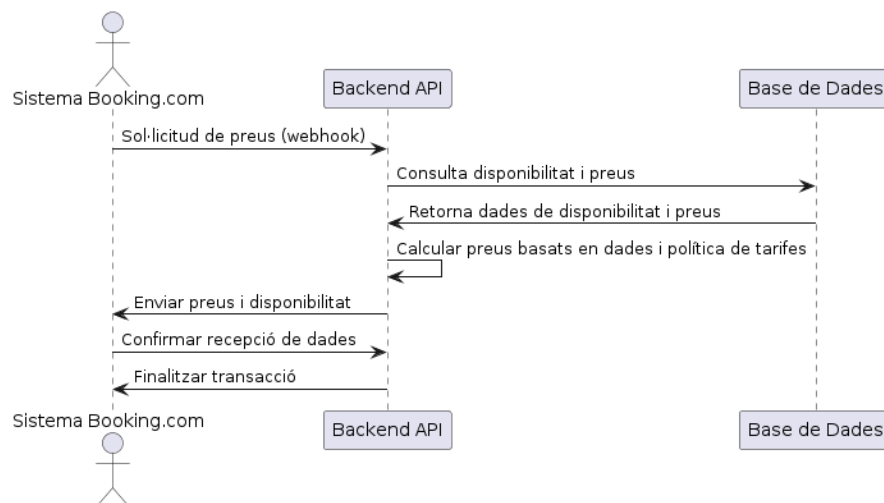 Sistema Booking.com
Backend API
Base de Dades
Sol·licitud de preus (webhook)
Consulta disponibilitat i preus
Retorna dades de disponibilitat i preus
Calcular preus basats en dades i política de tarifes
Enviar preus i disponibilitat
Confirmar recepció de dades
Finalitzar transacció
Sistema Booking.com
Backend API
Base de Dades